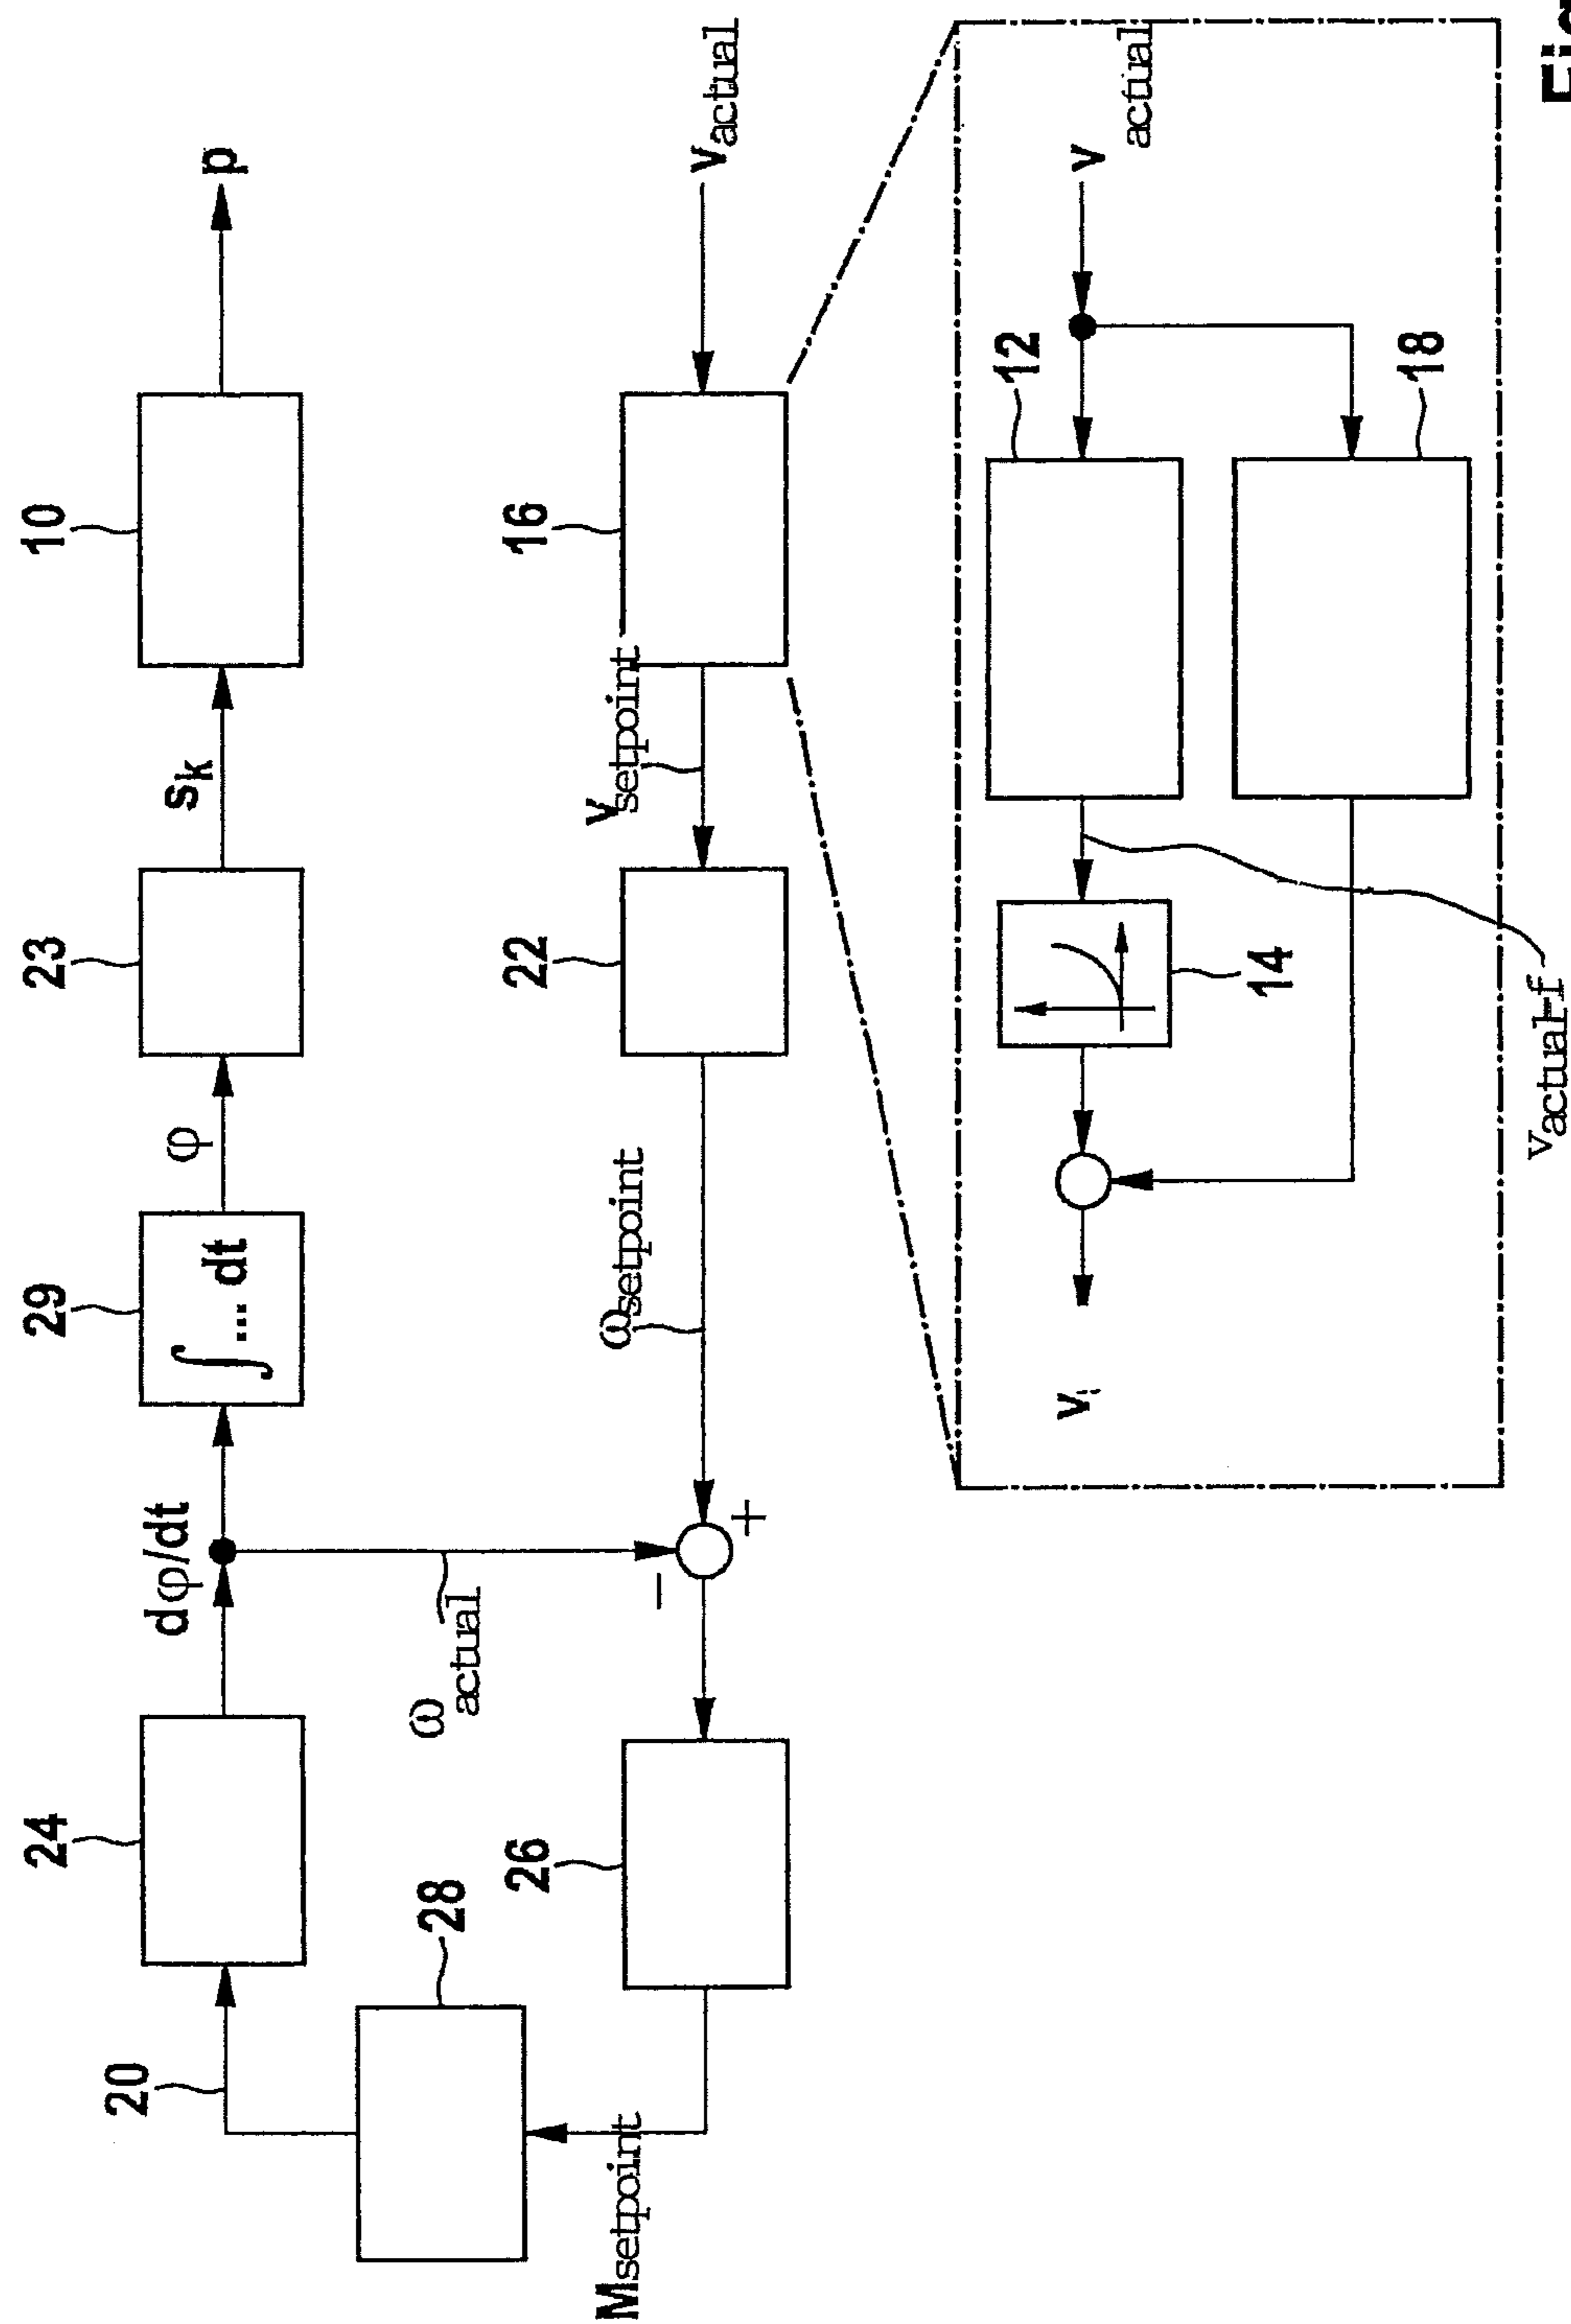 10
p
23
s_k
29
∫ ... dt
φ
dφ/dt
24
20
28
ω_actual
M_setpoint
26
ω_setpoint
22
v_setpoint
16
v_actual
v_actual
12
18
14
v_actual-f
v
+
−